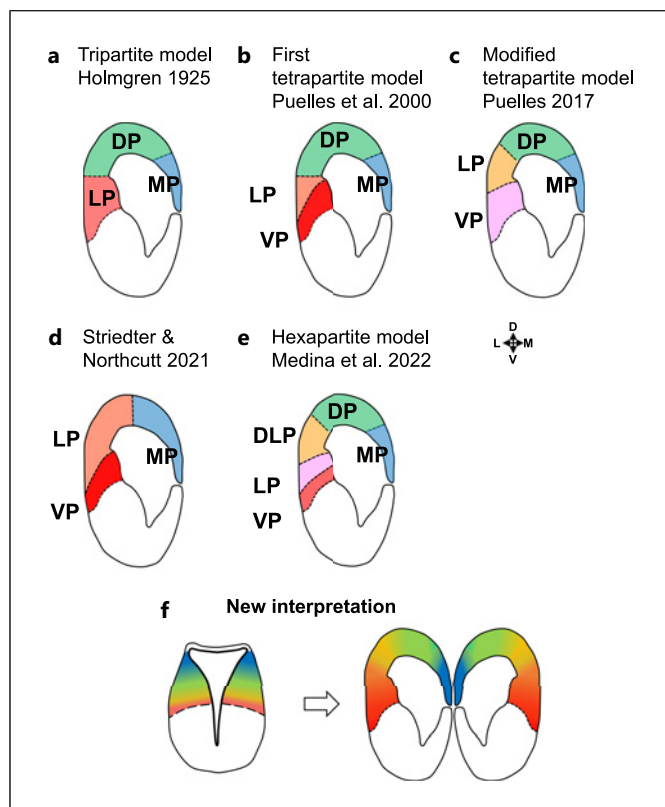 a Tripartite model
Holmgren 1925
b First
tetrapartite model
Puelles et al. 2000
c Modified
tetrapartite model
Puelles 2017
DP
LP
MP
DP
LP
MP
VP
DP
LP
MP
VP
d Striedter &
Northcutt 2021
e Hexapartite model
Medina et al. 2022
D
L M
V
LP
MP
VP
DP
DLP
MP
LP
VP
f New interpretation